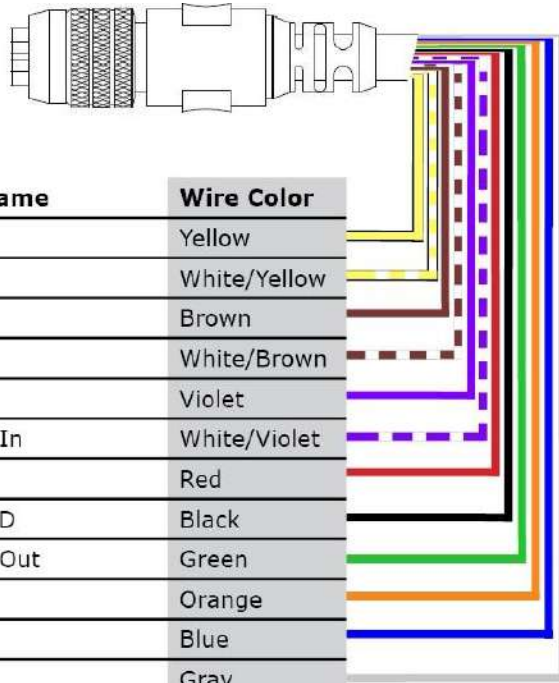 ame Wire Color
Yellow
White/Yellow
Brown
White/Brown
Violet
In White/Violet
Red
D Black
Out Green
Orange
Blue
Gray